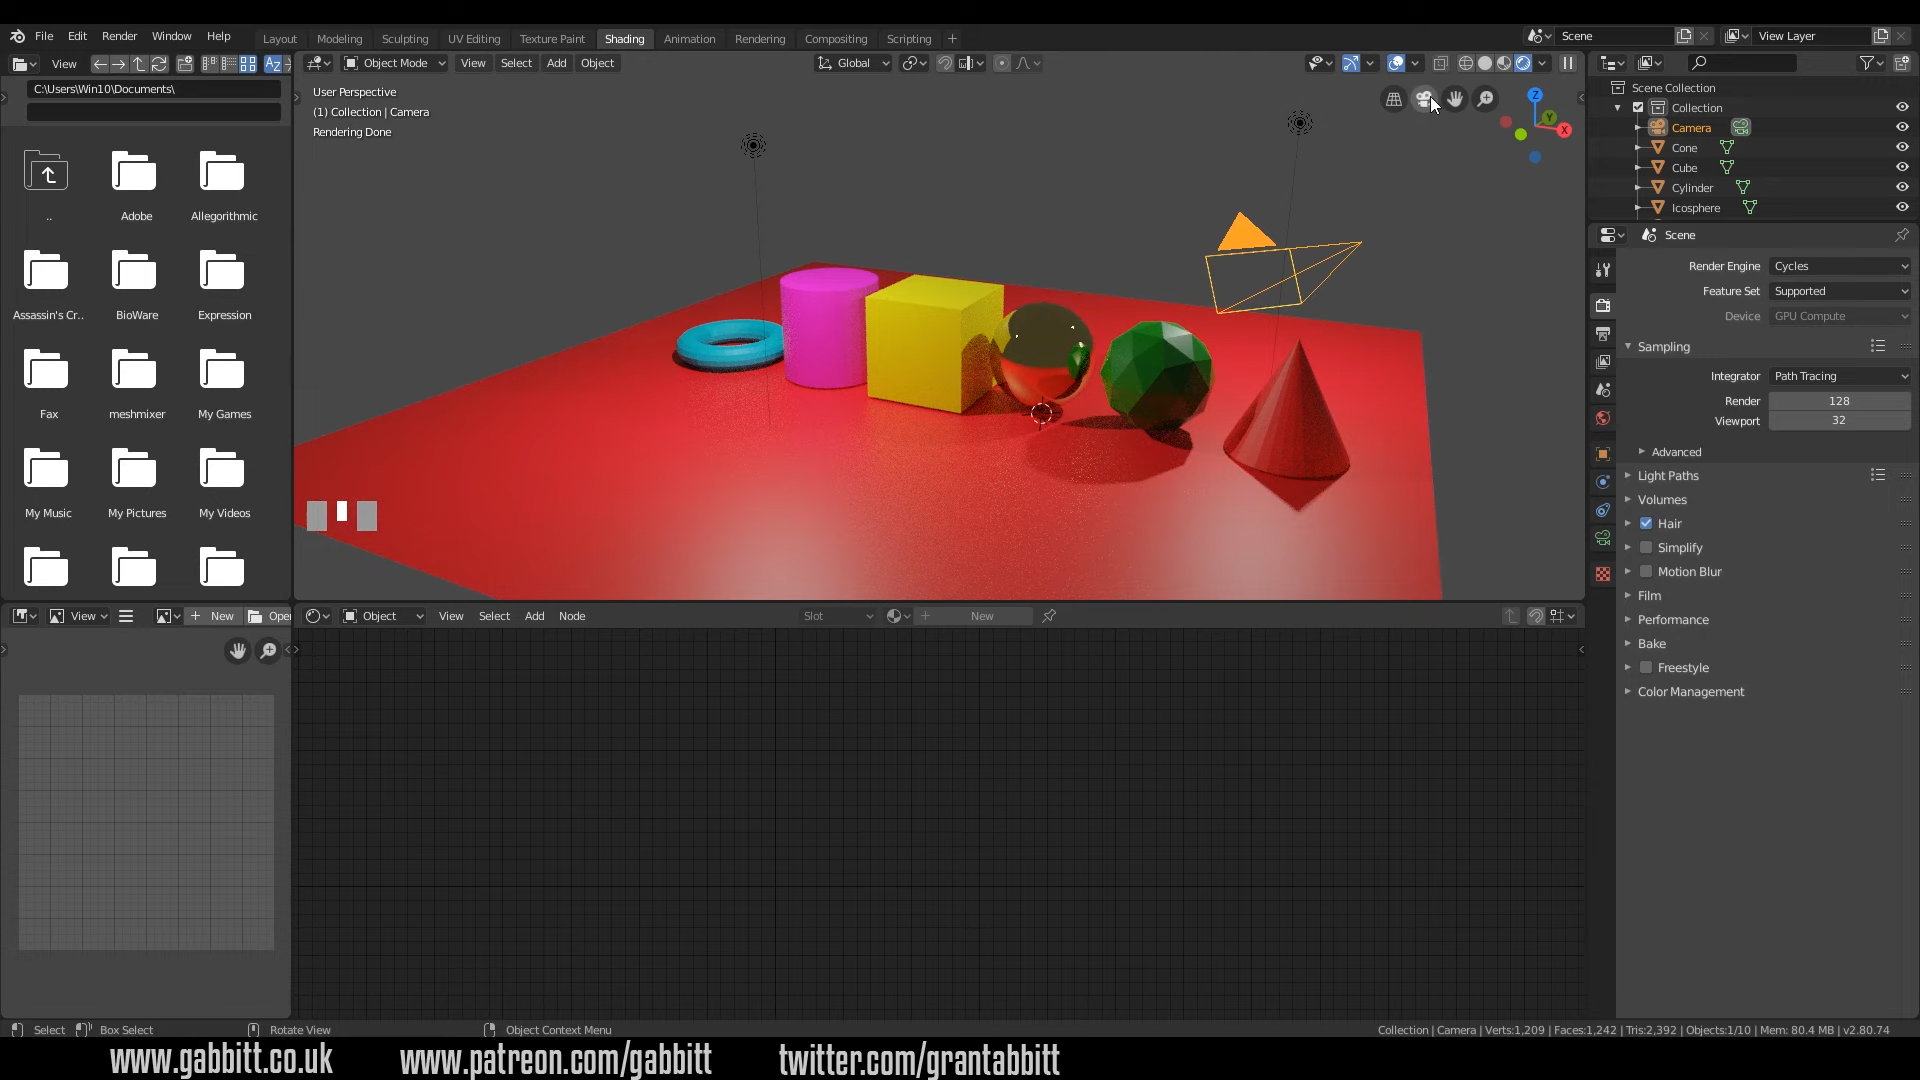 File Edit Render Window Help Layout Modeling Sculpting UV Editing Texture Paint Shading Animation Rendering Compositing Scripting Scene View Layer
View
Object Mode View Select Add Object Global
C:\Users\Win10\Documents\
..
Adobe
Allegorithmic
Assassin's Cr..
BioWare
Expression
Fax
meshmixer
My Games
My Music
My Pictures
My Videos
User Perspective
(1) Collection | Camera
Rendering Done
Z
Y
X
Scene Collection
Collection
Camera
Cone
Cube
Cylinder
Icosphere
Scene
Render Engine Cycles
Feature Set Supported
Device GPU Compute
Sampling
Integrator Path Tracing
Render 128
Viewport 32
Advanced
Light Paths
Volumes
Hair
Simplify
Motion Blur
Film
Performance
Bake
Freestyle
Color Management
View New Open
Object View Select Add Node Slot New
Select Box Select Rotate View Object Context Menu
Collection | Camera | Verts:1,209 | Faces:1,242 | Tris:2,392 | Objects:1/10 | Mem: 80.4 MB | v2.80.74
www.gabbitt.co.uk www.patreon.com/gabbitt twitter.com/grantabbitt